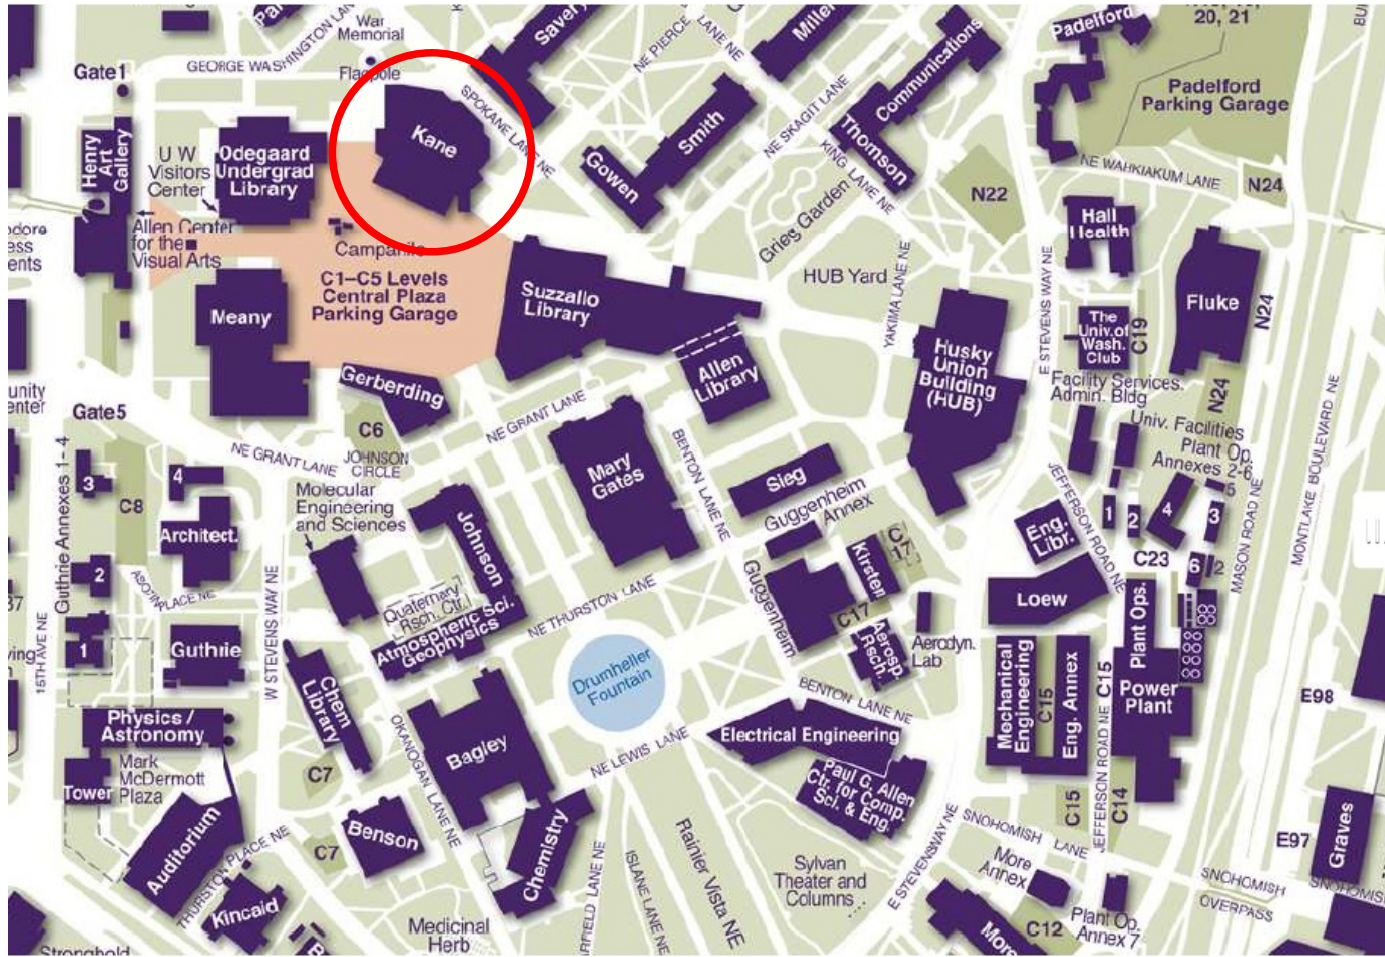 20, 21
Padelford
Savery
Miller
War
Memorial
NE PIERCE
LANE NE
Communications
Gate1
GEORGE WASHINGTON LANE
Flagpole
SPOKANE LANE NE
Padelford
Parking Garage
Kane
Smith
NE SKAGIT LANE
Thomson
KING LANE NE
Henry
Art
Gallery
U W
Visitors
Center
Odegaard
Undergrad
Library
Gowen
NE WAHKIAKUM LANE
N22
N24
Grieg Garden
Hall
Health
Allen Center
for the
Visual Arts
Campanile
C1–C5 Levels
Central Plaza
Parking Garage
HUB Yard
YAKIMA LANE NE
E STEVENS WAY NE
Suzzallo
Library
Fluke
N24
Meany
The
Univ.of
Wash.
Club
C19
Husky
Union
Building
(HUB)
Allen
Library
Gerberding
Facility Services.
Admin. Bldg
N24
Gate5
C6
JOHNSON
CIRCLE
NE GRANT LANE
NE GRANT LANE
BENTON LANE NE
Univ. Facilities
Plant Op.
Annexes 2-6
MONTLAKE BOULEVARD NE
Guthrie Annexes 1 - 4
3
C8
4
Architect.
Molecular
Engineering
and Sciences
Mary
Gates
Sieg
Guggenheim
Annex
JEFFERSON ROAD NE
5
1
2
4
3
Johnson
Eng.
Libr.
C23
6
2
MASON ROAD NE
2
ASOTIN
PLACE NE
W STEVENS WAY NE
Quaternary
Rsch.Ctr.
Atmospheric Sci.
Geophysics
NE THURSTON LANE
Guggenheim
Kirsten
C17
C17
Loew
Plant Ops.
1
Guthrie
15TH AVE NE
Aerosp.
Rsch.
Aerodyn.
Lab
Drumheller
Fountain
Chem
Library
OKANOGAN LANE NE
BENTON LANE NE
Mechanical
Engineering
C15
Eng. Annex
JEFFERSON ROAD NE
C15
Power
Plant
E98
Physics /
Astronomy
Bagley
Electrical Engineering
Mark
McDermott
Plaza
Tower
C7
NE LEWIS LANE
Paul G. Allen
Ctr. for Comp.
Sci. & Eng.
C15
C14
Auditorium
Benson
C7
Chemistry
Rainier Vista NE
Sylvan
Theater and
Columns
E STEVENS WAY NE
SNOHOMISH LANE
E97
Graves
THURSTON PLACE NE
More
Annex
SNOHOMISH
OVERPASS
SNOHOMISH
Kincaid
Medicinal
Herb
ISLANE LANE NE
C12
Plant Op.
Annex 7
More